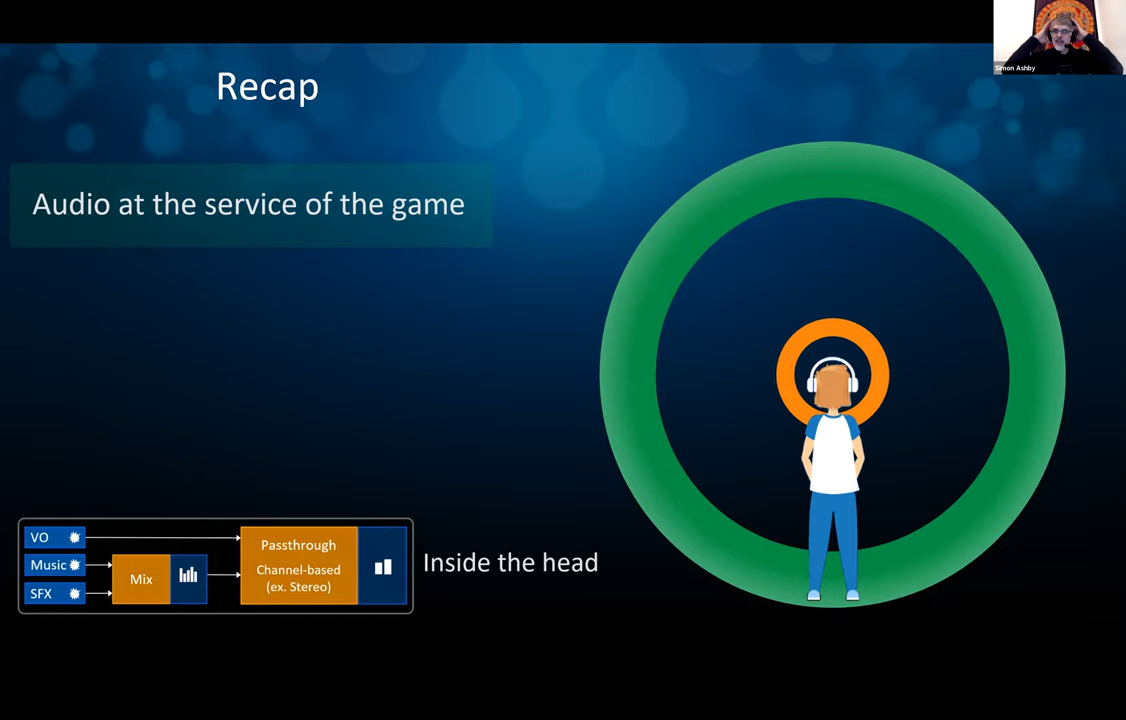 Simon Ashby
Recap
Audio at the service of the game
VO
Music
SFX
Mix
Passthrough
Channel-based
(ex. Stereo)
Inside the head